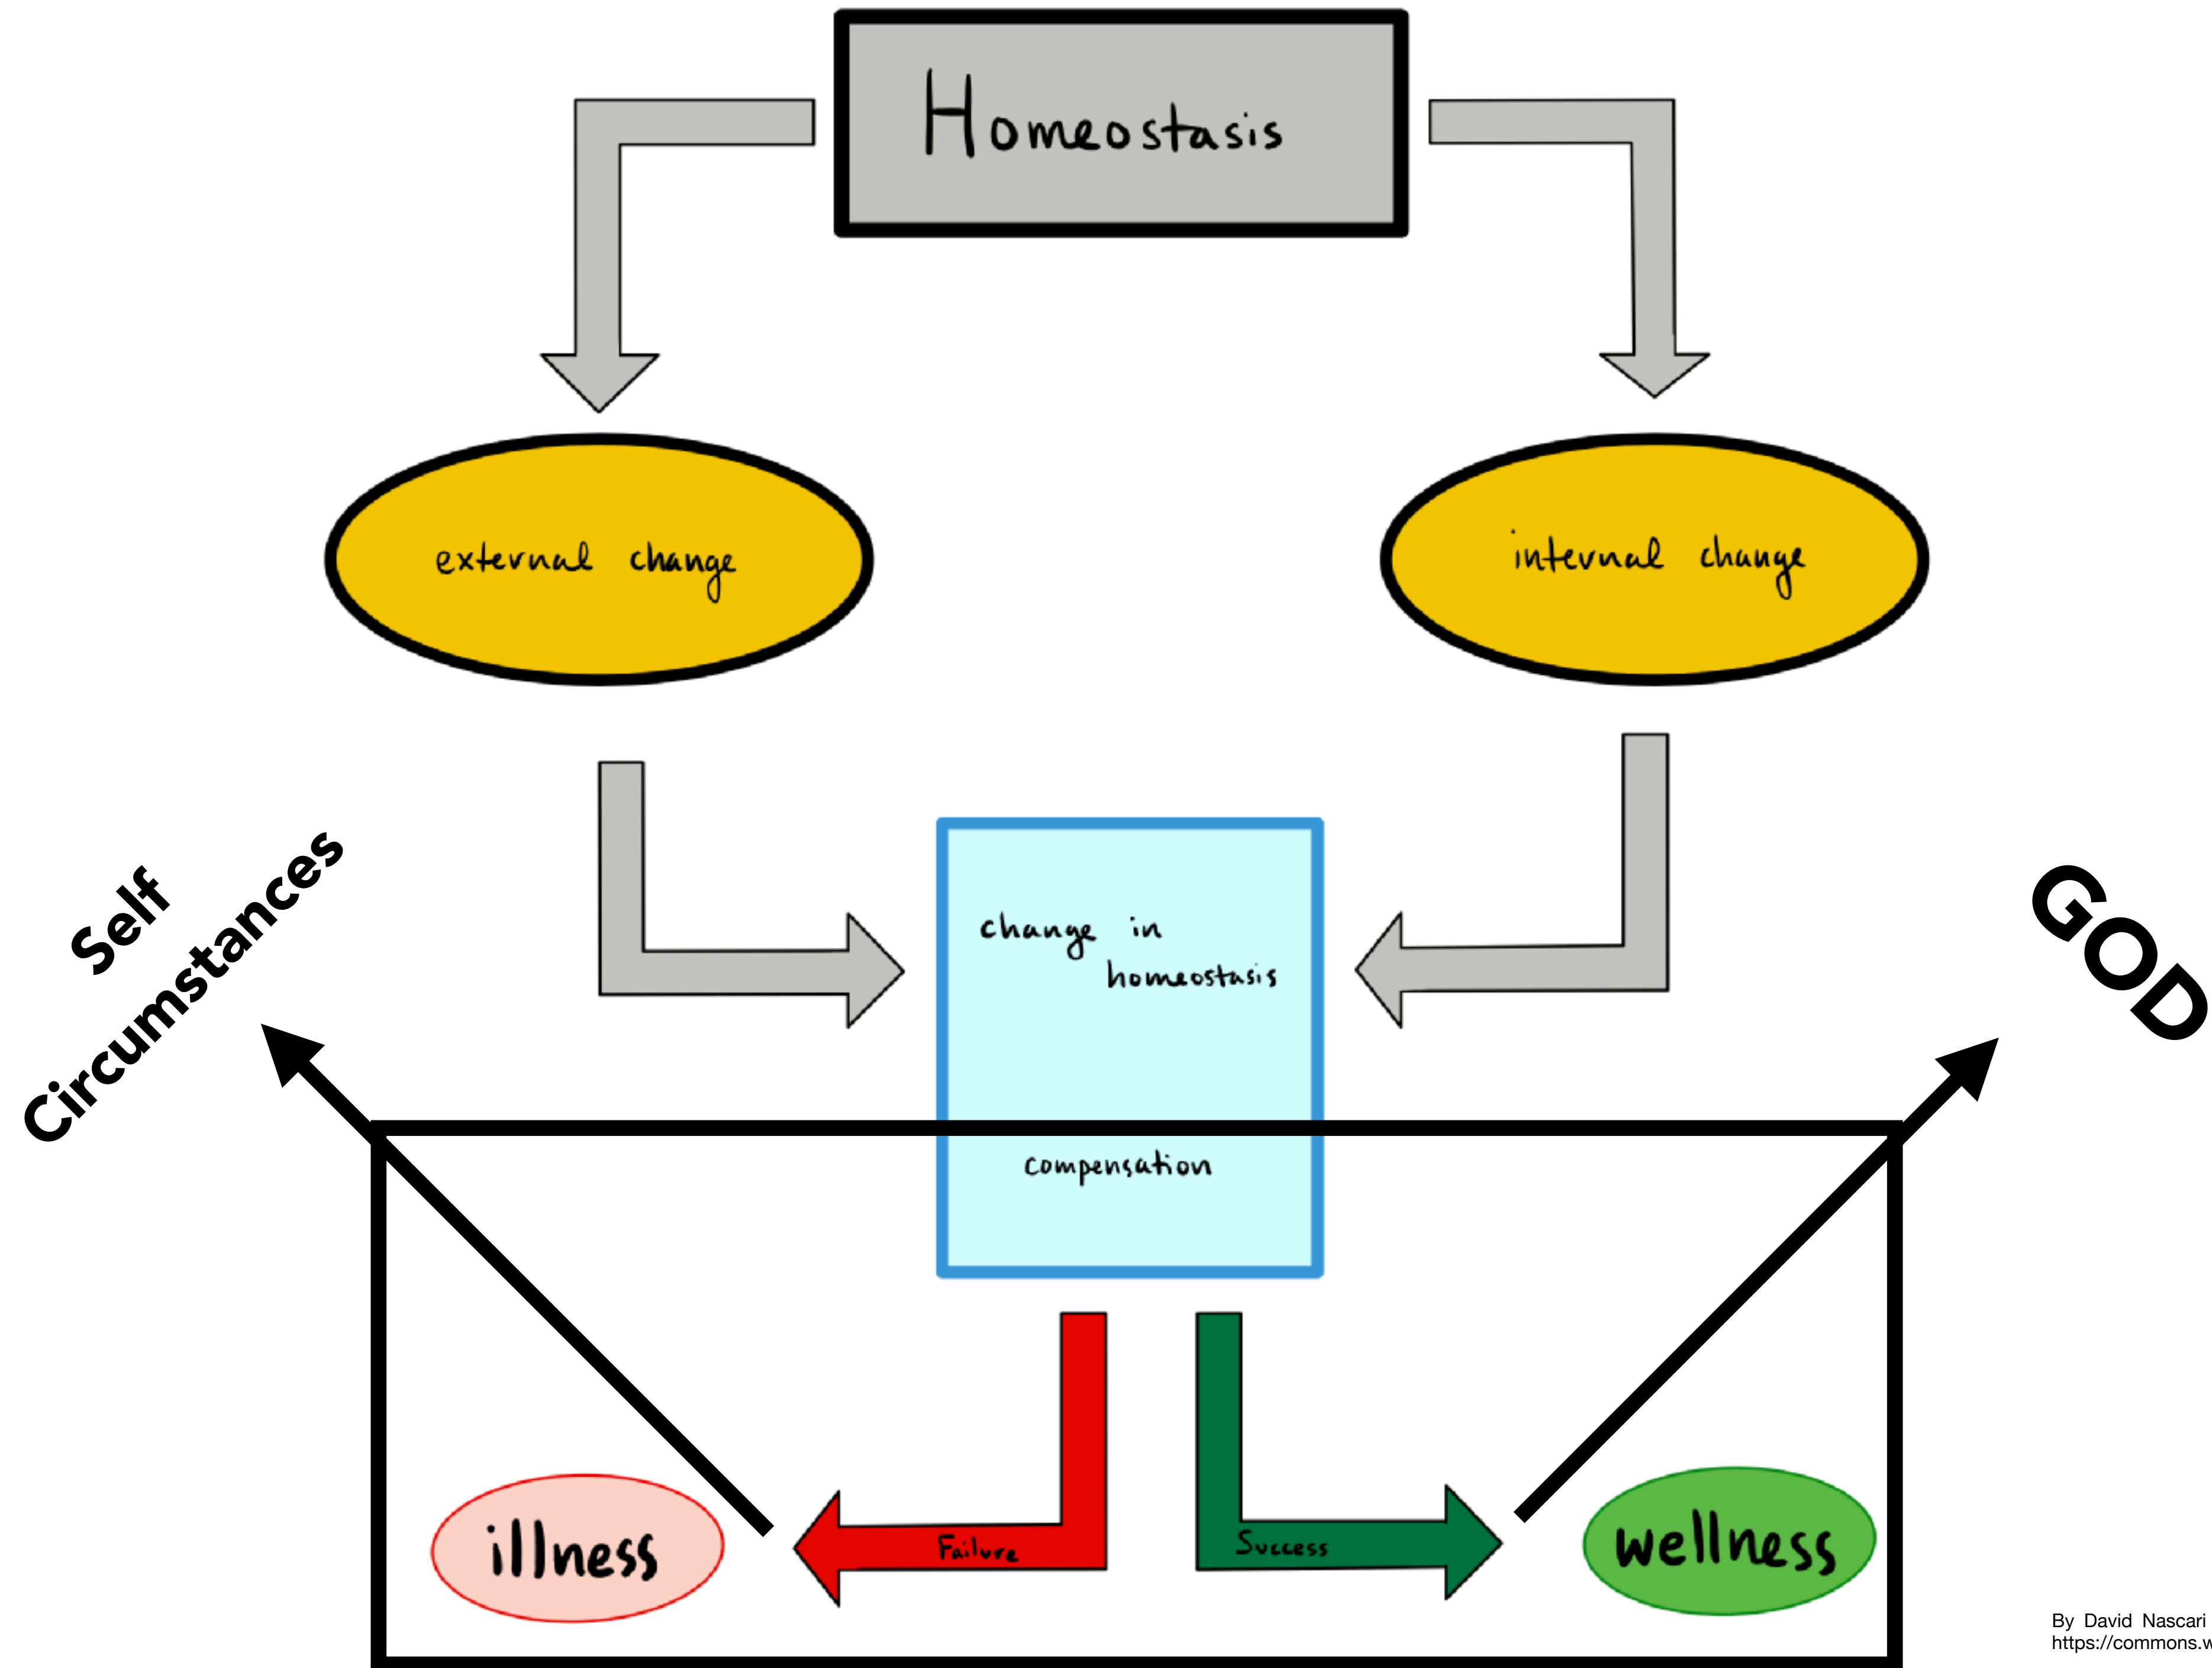 Homeostasis
external change
internal change
Self
Circumstances
GOD
change in
homeostasis
compensation
Failure
Success
illness
wellness
By David Nascari
https://commons.w